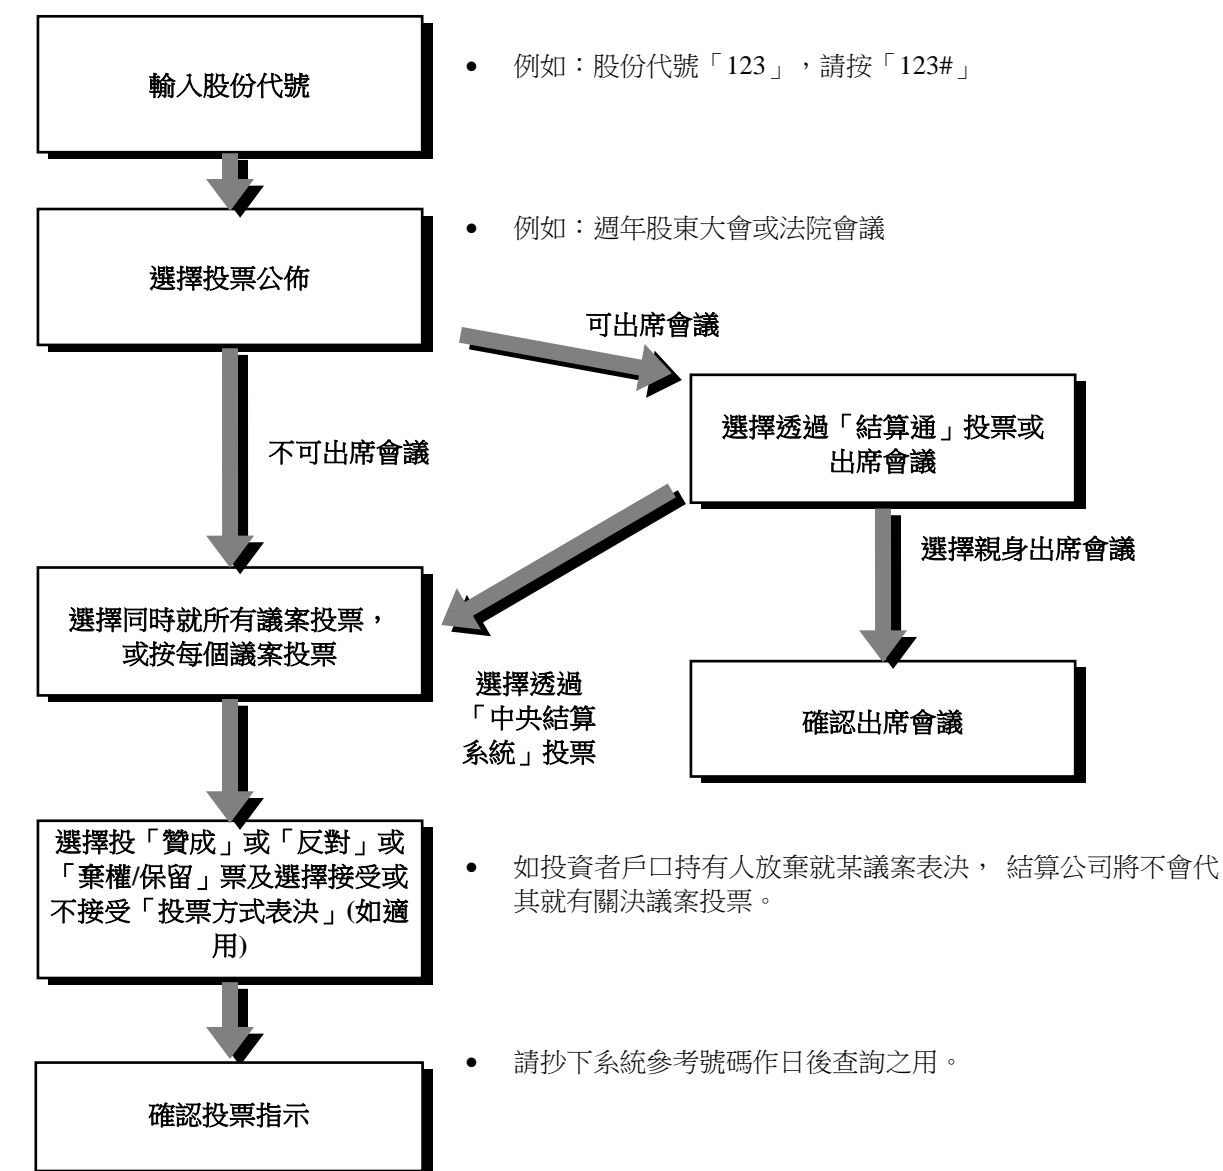 輸入股份代號
• 例如：股份代號「123」，請按「123#」
選擇投票公佈
• 例如：週年股東大會或法院會議
可出席會議
選擇透過「結算通」投票或
出席會議
不可出席會議
選擇親身出席會議
選擇同時就所有議案投票，
或按每個議案投票
選擇透過
「中央結算
系統」投票
確認出席會議
選擇投「贊成」或「反對」或
「棄權/保留」票及選擇接受或
不接受「投票方式表決」(如適
用)
• 如投資者戶口持有人放棄就某議案表決， 結算公司將不會代
其就有關決議案投票。
• 請抄下系統參考號碼作日後查詢之用。
確認投票指示